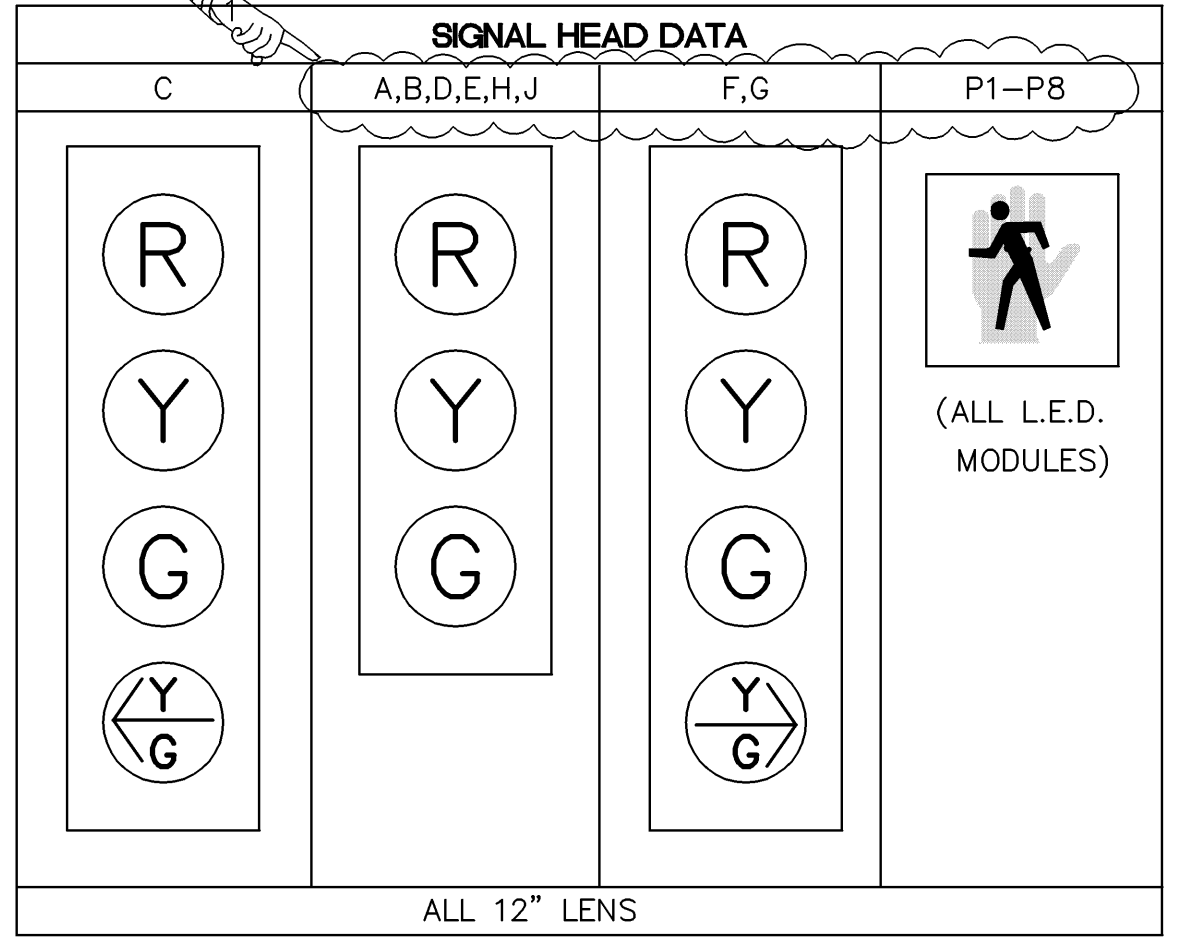 1
SIGNAL HEAD DATA
C A,B,D,E,H,J F,G P1-P8
R R R
Y Y Y
G G G
Y Y
G G
(ALL L.E.D.
MODULES)
ALL 12" LENS